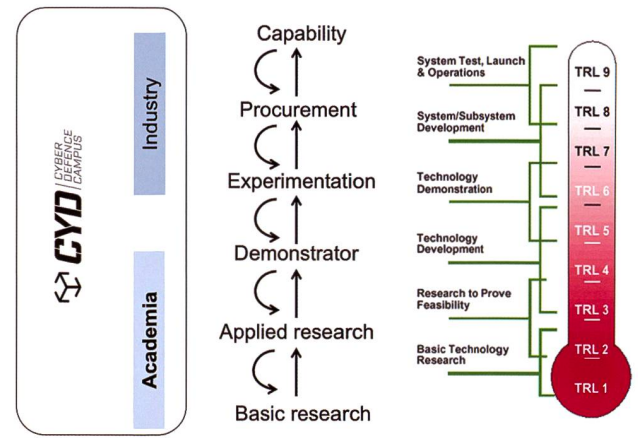 CYD
CYBER
DEFENCE
CAMPUS
Industry
Academia
Capability
Procurement
Experimentation
Demonstrator
Applied research
Basic research
System Test, Launch
& Operations
System/Subsystem
Development
Technology
Demonstration
Technology
Development
Research to Prove
Feasibility
Basic Technology
Research
TRL 9
TRL 8
TRL 7
TRL 6
TRL 5
TRL 4
TRL 3
TRL 2
TRL 1